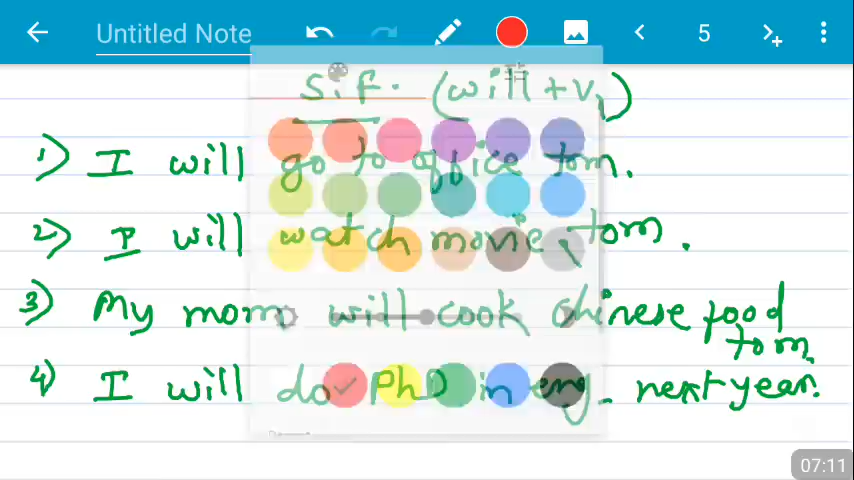 Untitled Note 5
S.i.F. (will + V1)
1) I will go to office tom.
2) I will watch movie, tom.
3) My mom will cook chinese food
tom.
4) I will do PhD in eng. next year.
07:11